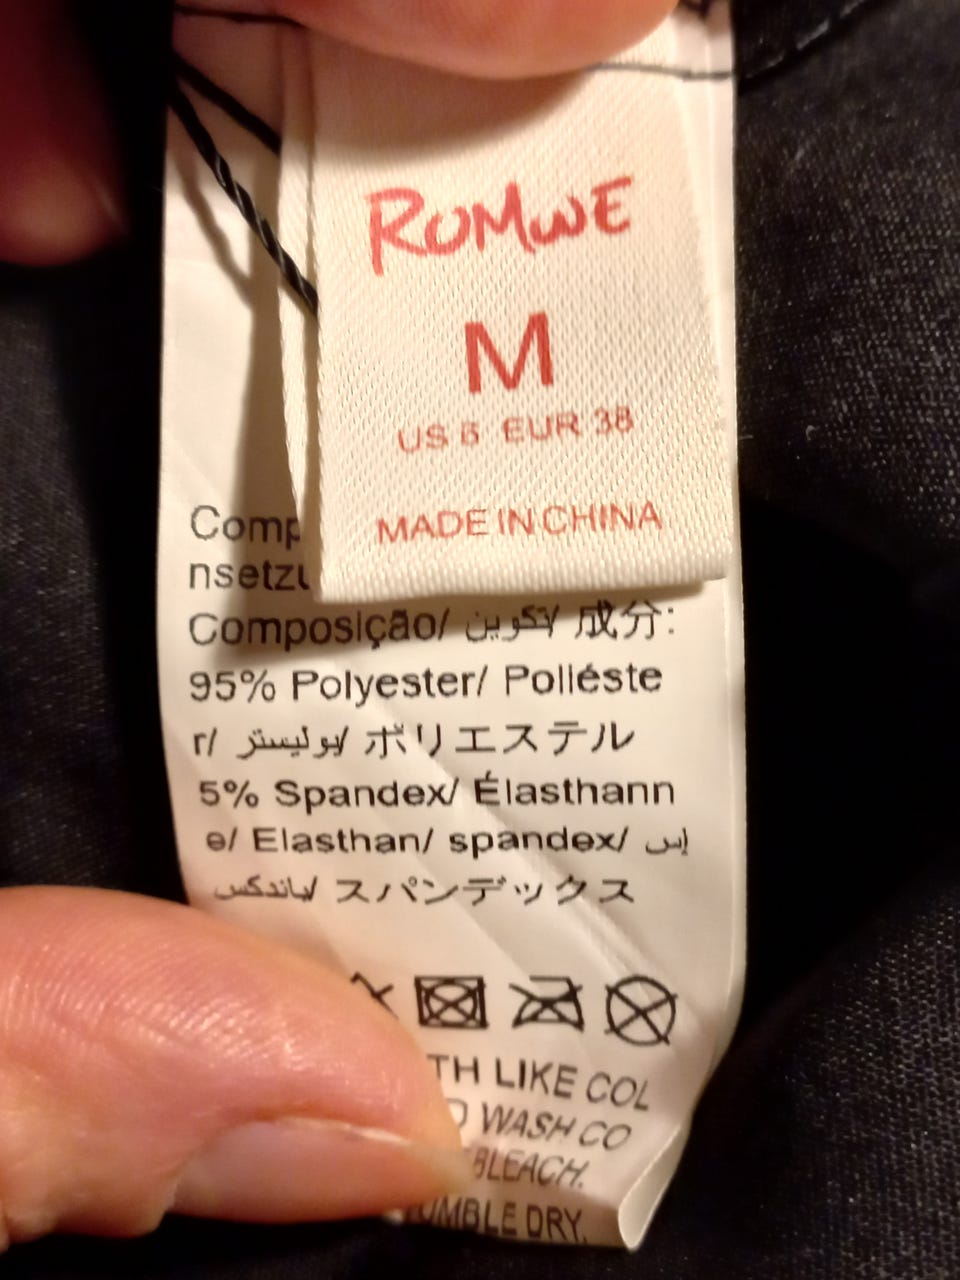 ROMWE
M
US 6 EUR 38
MADE IN CHINA
Comp
nsetzu
Composição/ تكوين/ 成分:
95% Polyester/ Poliéste
r/ بوليستر/ ポリエステル
5% Spandex/ Élasthann
e/ Elasthan/ spandex/ إس
باندكس/ スパンデックス
TH LIKE COL
D WASH CO
BLEACH.
UMBLE DRY.